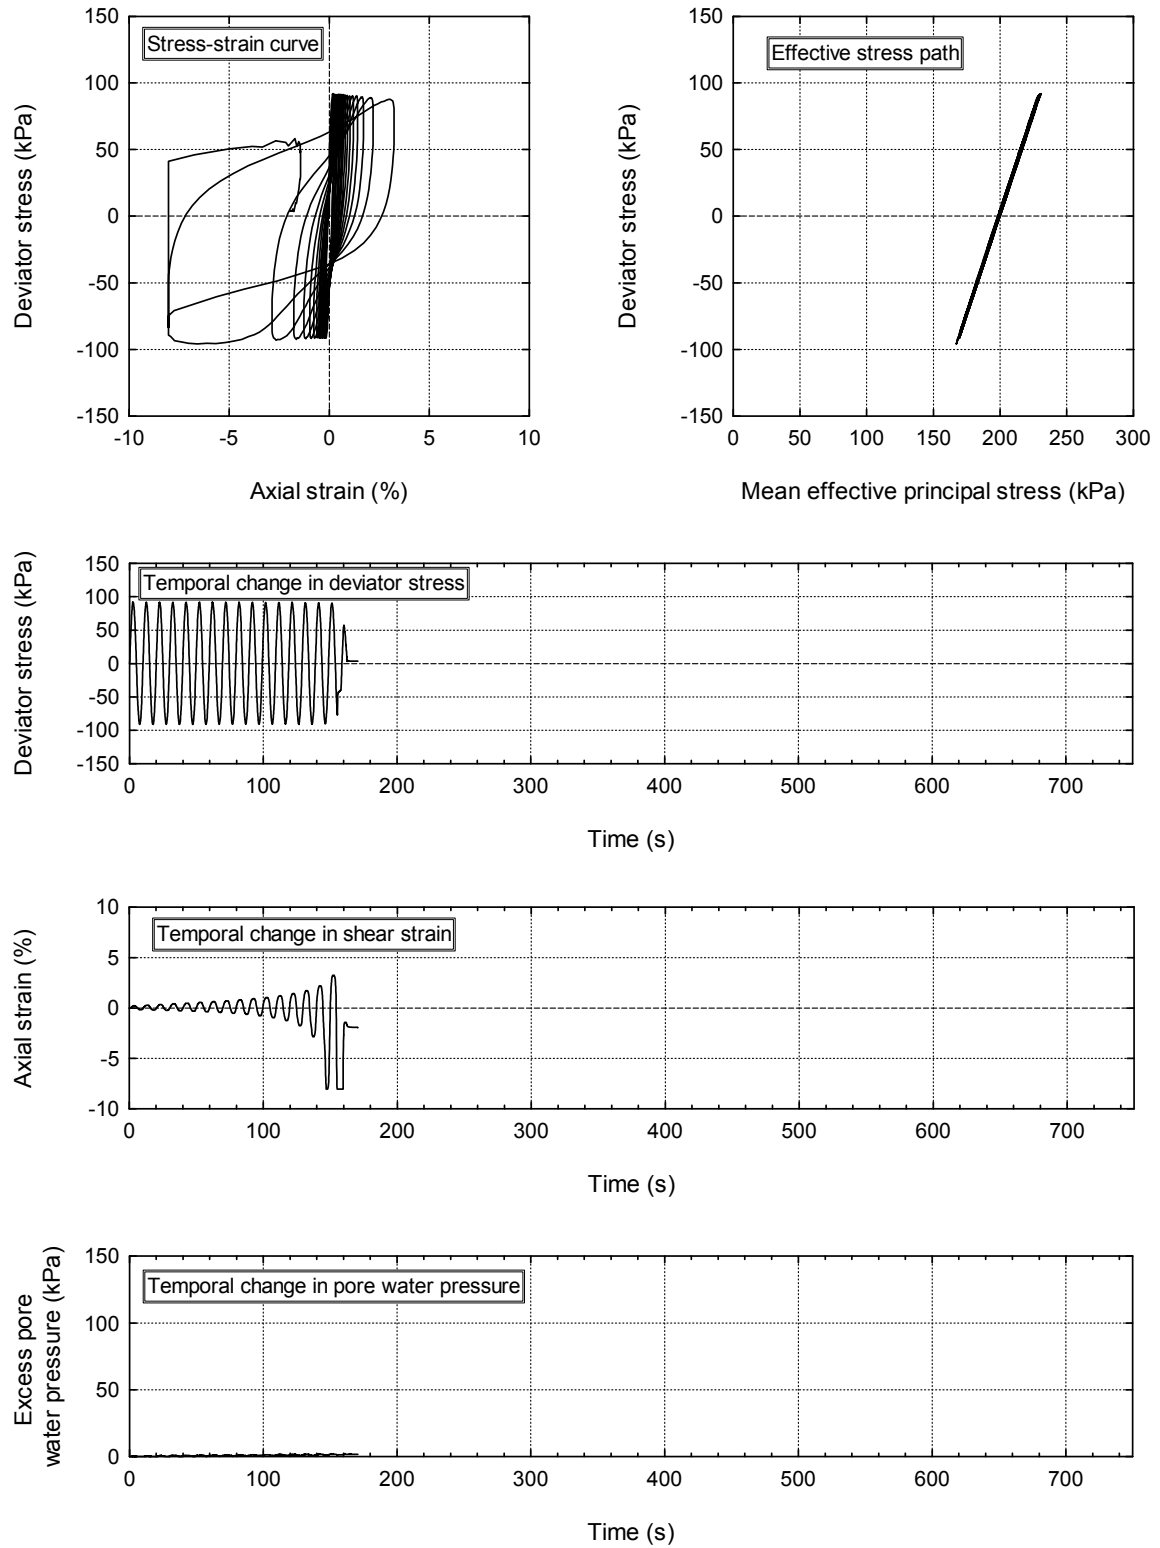 150
100
50
0
-50
-100
-150
Deviator stress (kPa)
Stress-strain curve
-10 -5 0 5 10
Axial strain (%)
150
100
50
0
-50
-100
-150
Deviator stress (kPa)
Effective stress path
0 50 100 150 200 250 300
Mean effective principal stress (kPa)
150
100
50
0
-50
-100
-150
Deviator stress (kPa)
Temporal change in deviator stress
0 100 200 300 400 500 600 700
Time (s)
10
5
0
-5
-10
Axial strain (%)
Temporal change in shear strain
0 100 200 300 400 500 600 700
Time (s)
150
100
50
0
Excess pore
water pressure (kPa)
Temporal change in pore water pressure
0 100 200 300 400 500 600 700
Time (s)